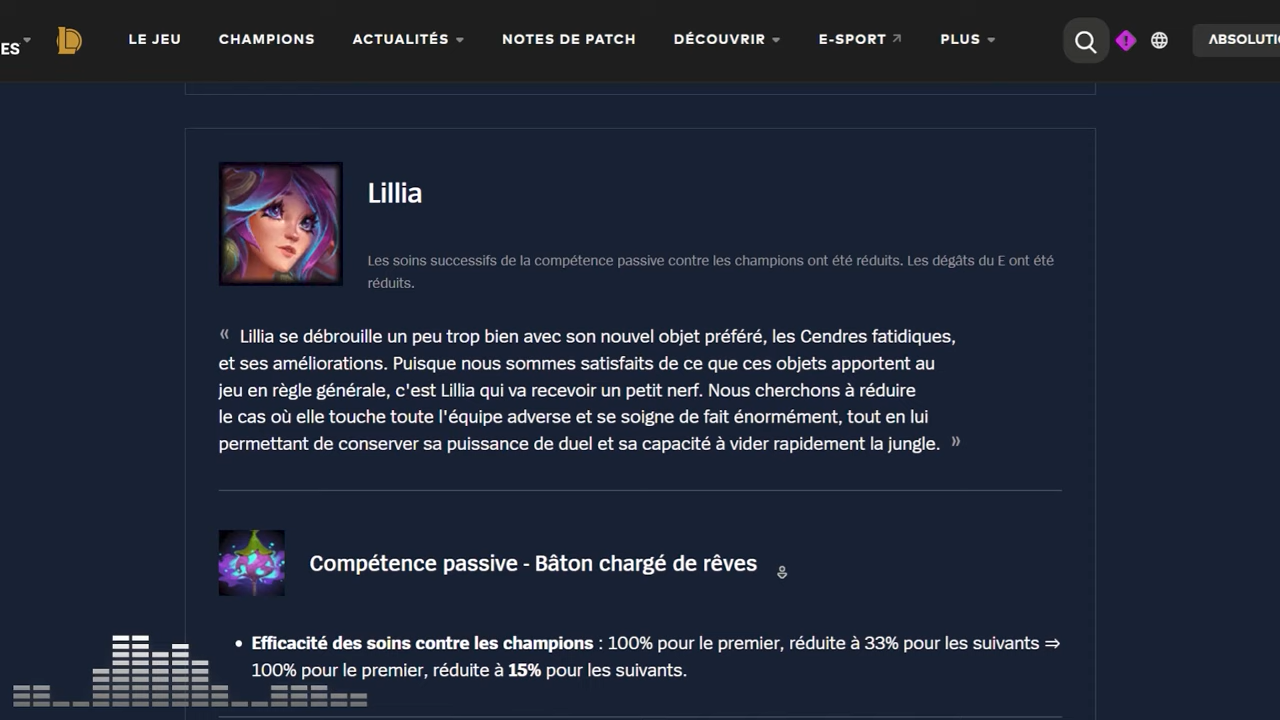 ES
LE JEU CHAMPIONS ACTUALITÉS NOTES DE PATCH DÉCOUVRIR E-SPORT PLUS
Lillia
Les soins successifs de la compétence passive contre les champions ont été réduits. Les dégâts du E ont été
réduits.
« Lillia se débrouille un peu trop bien avec son nouvel objet préféré, les Cendres fatidiques,
et ses améliorations. Puisque nous sommes satisfaits de ce que ces objets apportent au
jeu en règle générale, c'est Lillia qui va recevoir un petit nerf. Nous cherchons à réduire
le cas où elle touche toute l'équipe adverse et se soigne de fait énormément, tout en lui
permettant de conserver sa puissance de duel et sa capacité à vider rapidement la jungle. »
Compétence passive - Bâton chargé de rêves
• Efficacité des soins contre les champions : 100% pour le premier, réduite à 33% pour les suivants ⇒
100% pour le premier, réduite à 15% pour les suivants.